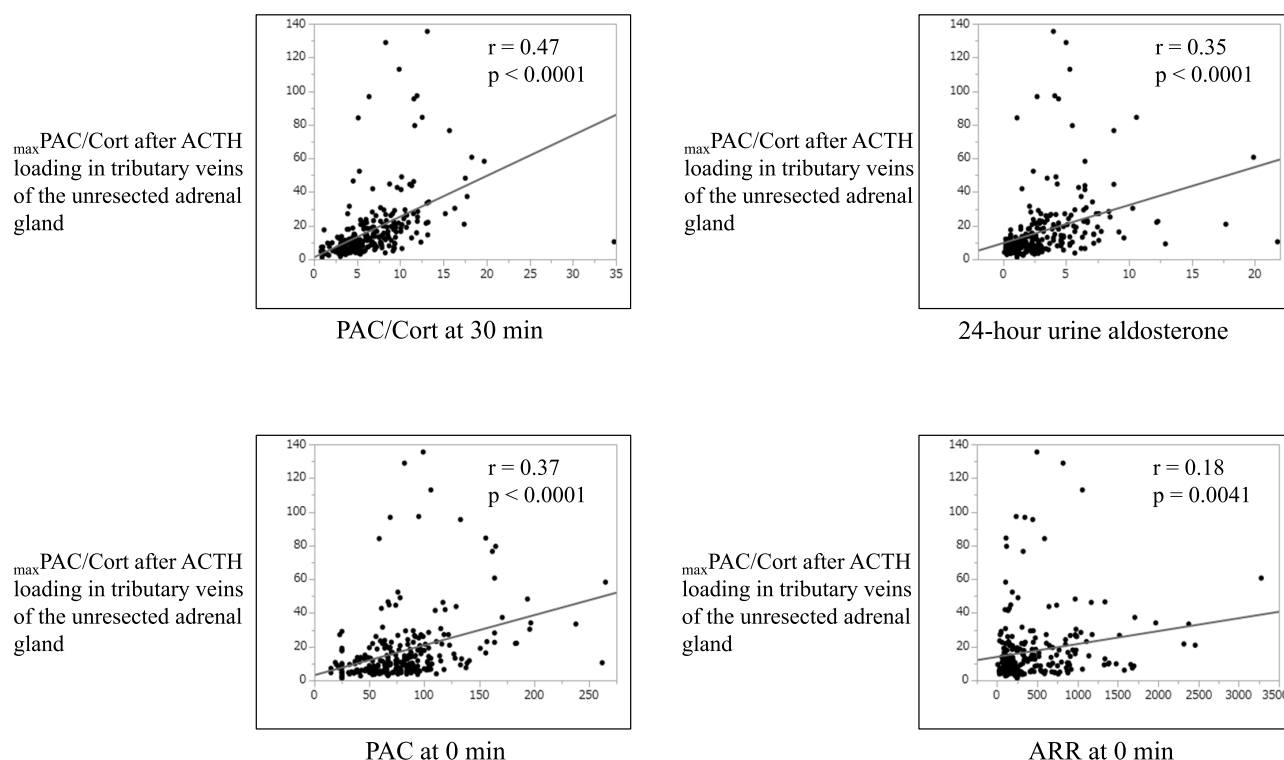 140
120
100
80
60
40
20
0
0 5 10 15 20 25 30 35
r = 0.47
p < 0.0001
maxPAC/Cort after ACTH
loading in tributary veins
of the unresected adrenal
gland
PAC/Cort at 30 min
140
120
100
80
60
40
20
0
0 5 10 15 20
r = 0.35
p < 0.0001
maxPAC/Cort after ACTH
loading in tributary veins
of the unresected adrenal
gland
24-hour urine aldosterone
140
120
100
80
60
40
20
0
0 50 100 150 200 250
r = 0.37
p < 0.0001
maxPAC/Cort after ACTH
loading in tributary veins
of the unresected adrenal
gland
PAC at 0 min
140
120
100
80
60
40
20
0
0 500 1000 1500 2000 2500 3000 3500
r = 0.18
p = 0.0041
maxPAC/Cort after ACTH
loading in tributary veins
of the unresected adrenal
gland
ARR at 0 min